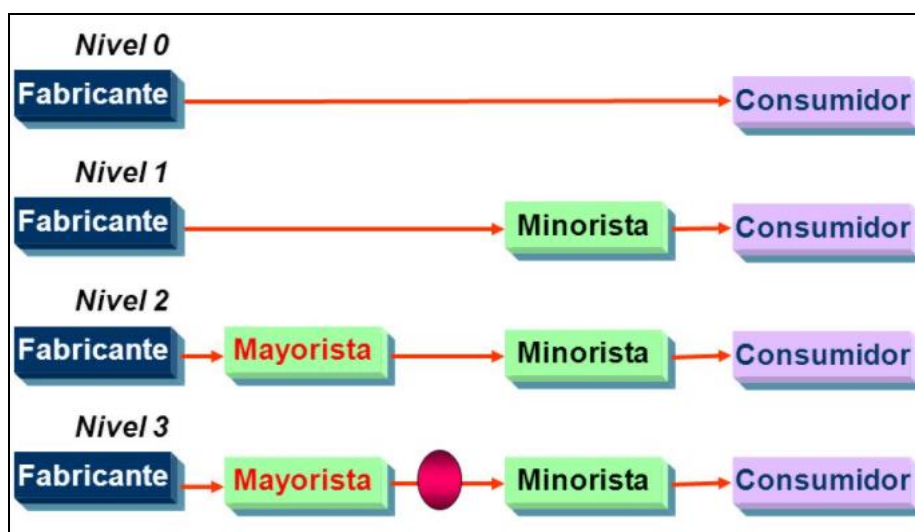 Nivel 0
Fabricante Consumidor
Nivel 1
Fabricante Minorista Consumidor
Nivel 2
Fabricante Mayorista Minorista Consumidor
Nivel 3
Fabricante Mayorista Minorista Consumidor